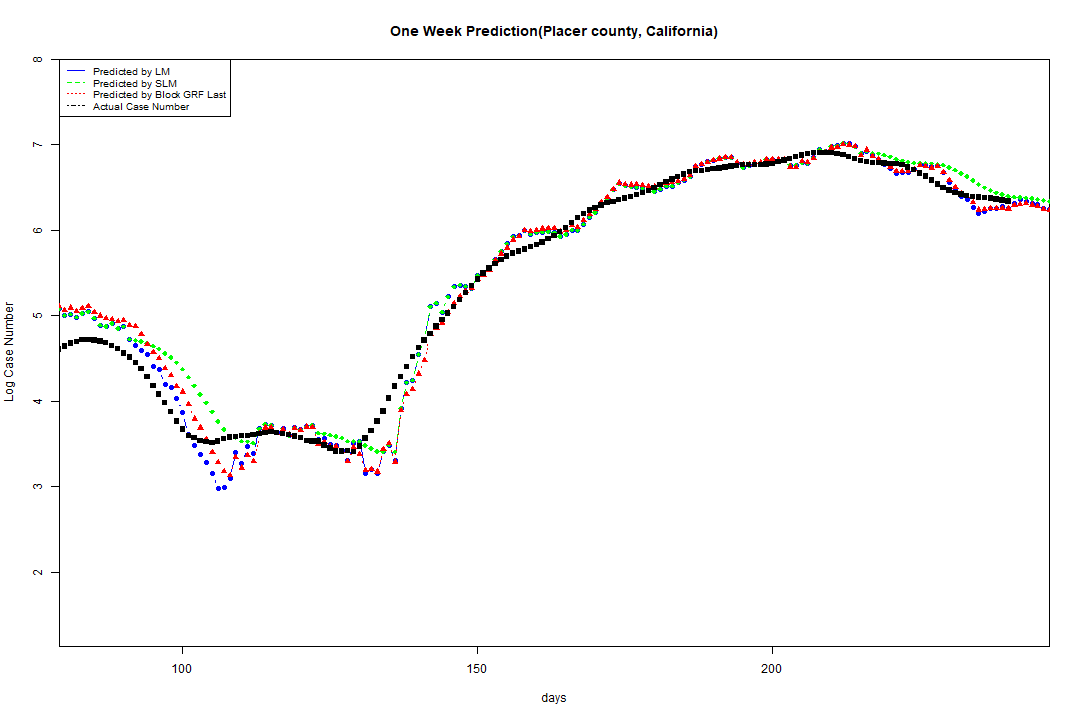 One Week Prediction(Placer county, California)
Predicted by LM
Predicted by SLM
Predicted by Block GRF Last
Actual Case Number
8
7
6
5
4
3
2
Log Case Number
100 150 200
days